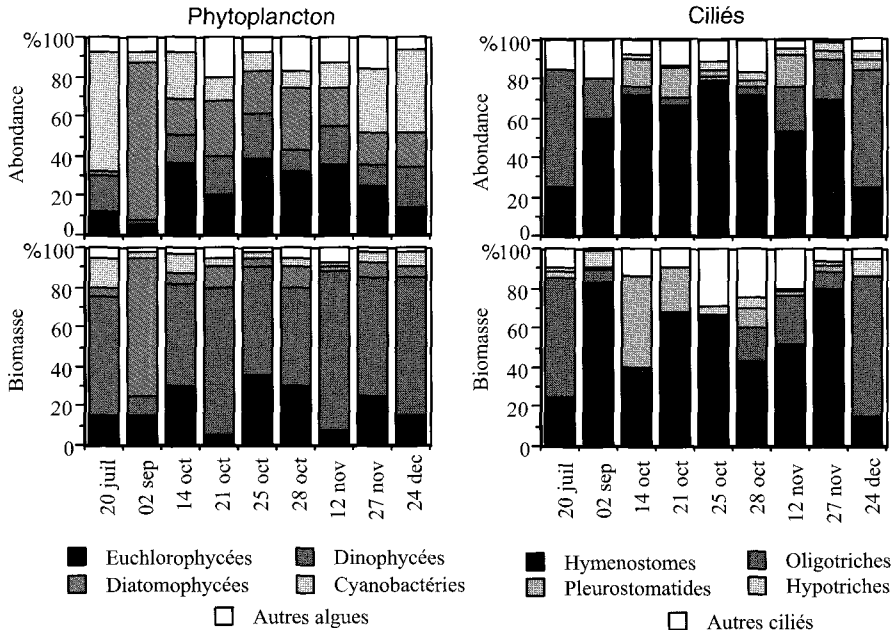 Phytoplancton
Ciliés
%100
80
60
40
20
0
Abondance
%100
80
60
40
20
0
Abondance
%100
80
60
40
20
0
Biomasse
%100
80
60
40
20
0
Biomasse
20 juil
02 sep
14 oct
21 oct
25 oct
28 oct
12 nov
27 nov
24 dec
20 juil
02 sep
14 oct
21 oct
25 oct
28 oct
12 nov
27 nov
24 dec
Euchlorophycées
Dinophycées
Diatomophycées
Cyanobactéries
Autres algues
Hymenostomes
Oligotriches
Pleurostomatides
Hypotriches
Autres ciliés